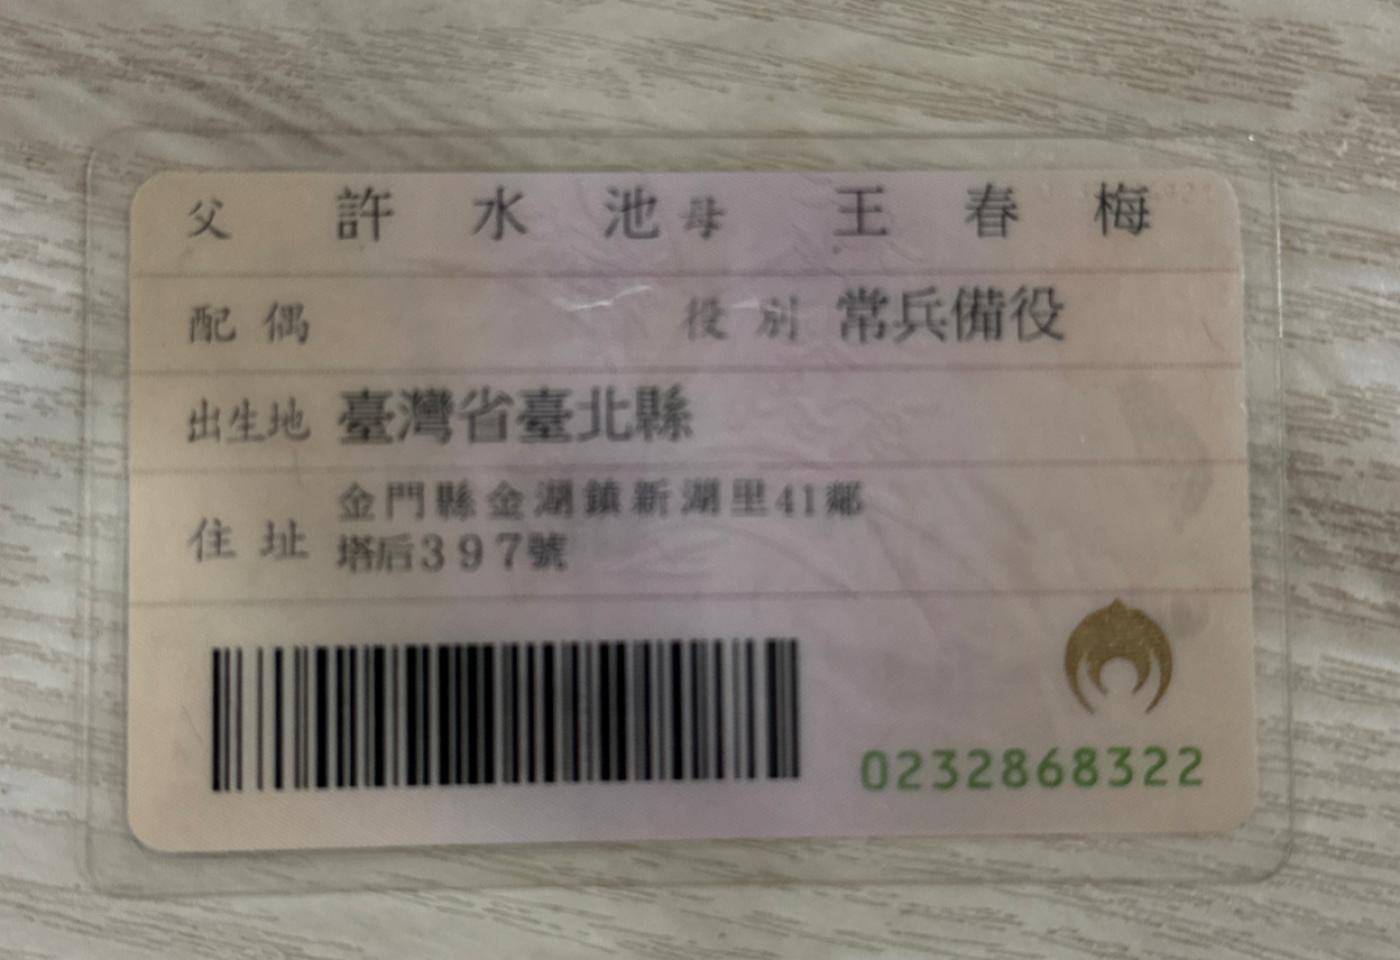 父 許水池 母 王春梅
配偶 役別 常兵備役
出生地 臺灣省臺北縣
住址 金門縣金湖鎮新湖里41鄰
塔后397號
0232868322